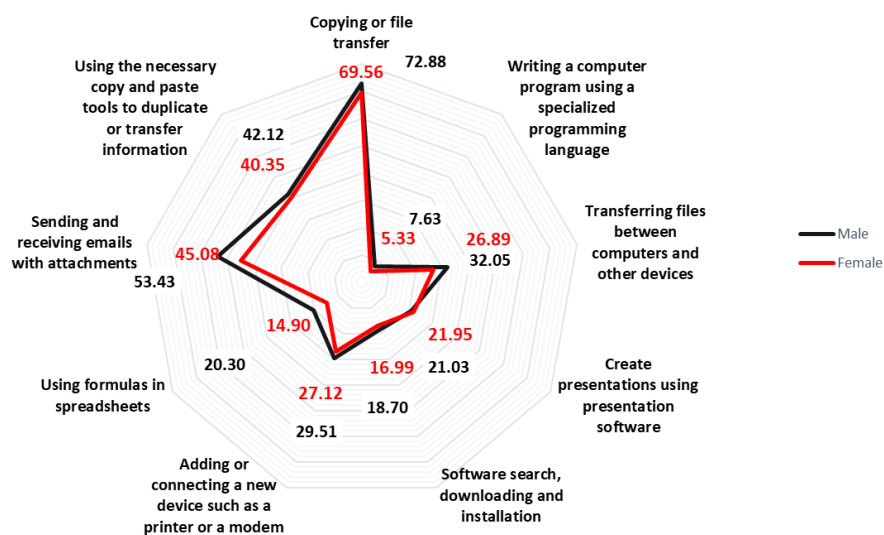 Copying or file
transfer
69.56
72.88
Using the necessary
copy and paste
tools to duplicate
or transfer
information
Writing a computer
program using a
specialized
programming
language
42.12
40.35
7.63
5.33
Sending and
receiving emails
with attachments
45.08
53.43
Transferring files
between
computers and
other devices
26.89
32.05
Male
Female
14.90
20.30
21.95
21.03
16.99
18.70
27.12
29.51
Using formulas in
spreadsheets
Create
presentations using
presentation
software
Adding or
connecting a new
device such as a
printer or a modem
Software search,
downloading and
installation